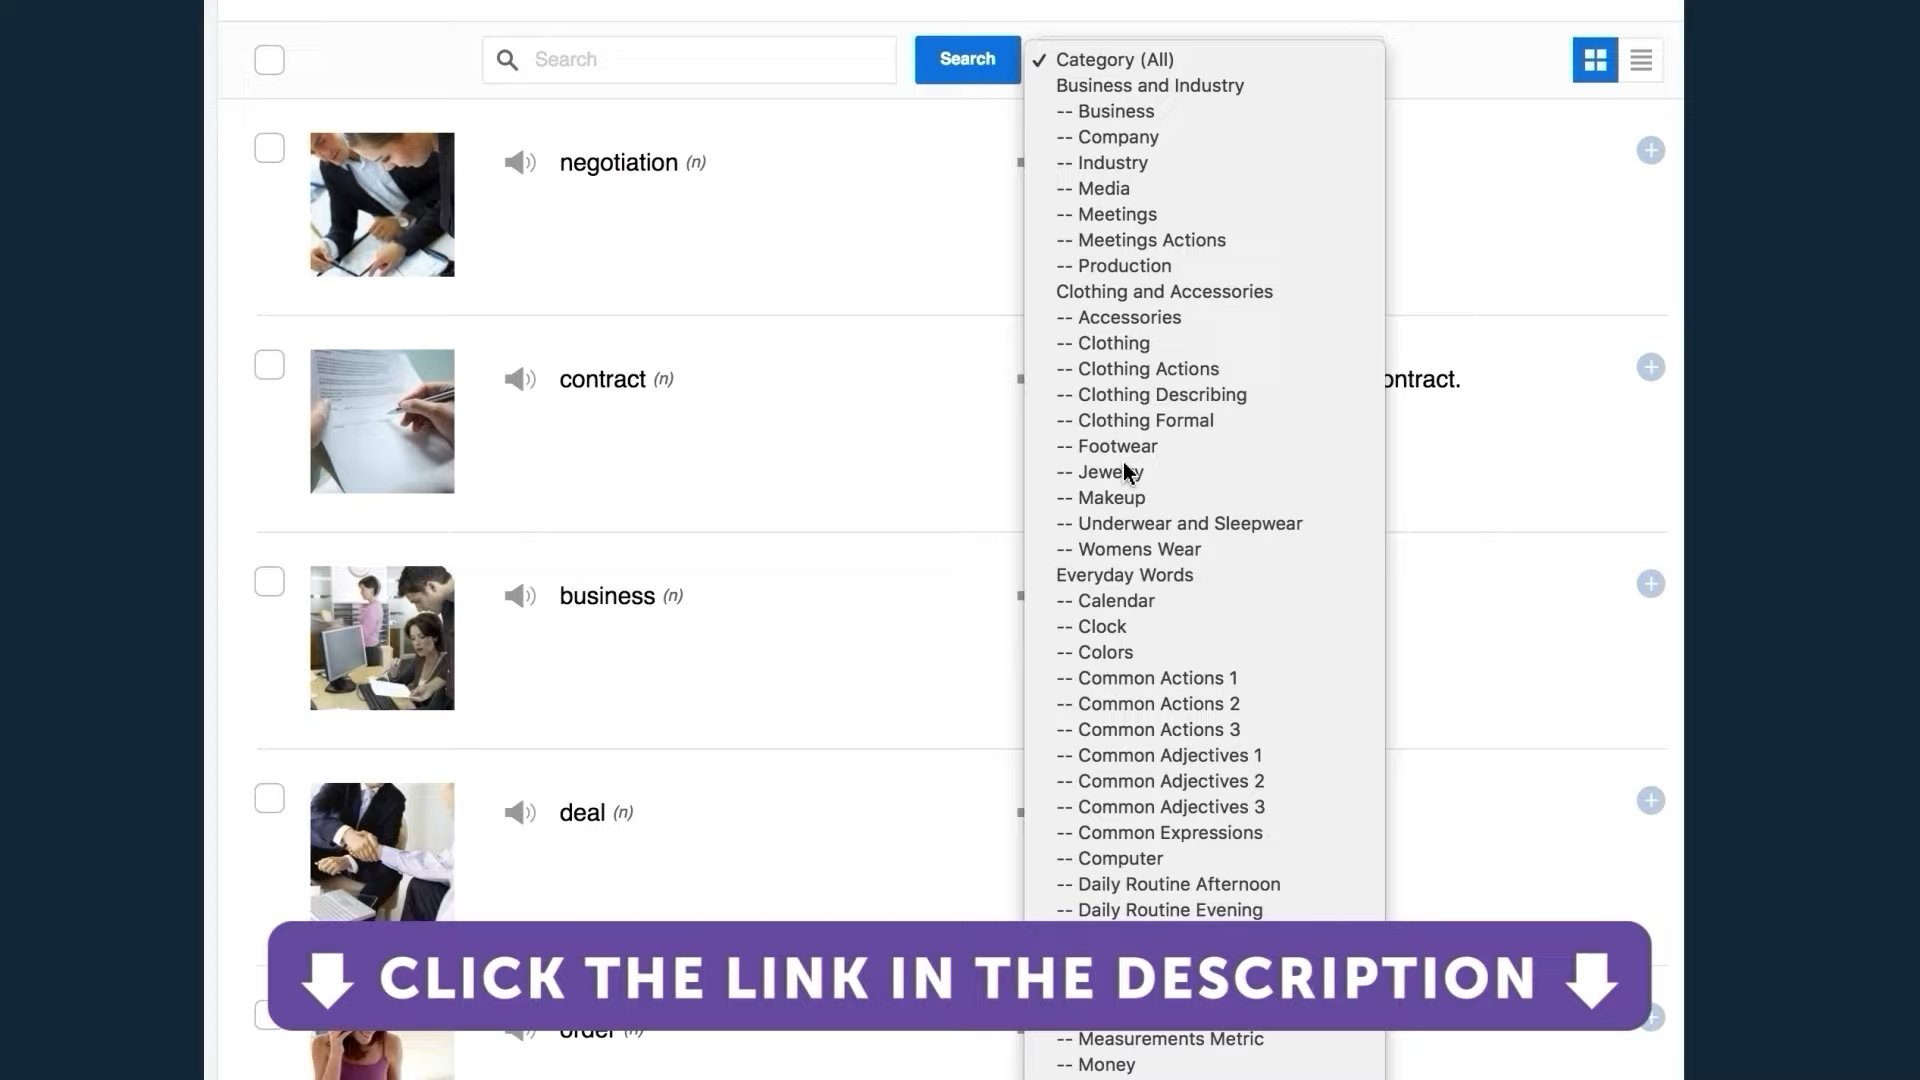 Search
Search
✓ Category (All)
Business and Industry
-- Business
-- Company
-- Industry
-- Media
-- Meetings
-- Meetings Actions
-- Production
Clothing and Accessories
-- Accessories
-- Clothing
-- Clothing Actions
-- Clothing Describing
-- Clothing Formal
-- Footwear
-- Jewelry
-- Makeup
-- Underwear and Sleepwear
-- Womens Wear
Everyday Words
-- Calendar
-- Clock
-- Colors
-- Common Actions 1
-- Common Actions 2
-- Common Actions 3
-- Common Adjectives 1
-- Common Adjectives 2
-- Common Adjectives 3
-- Common Expressions
-- Computer
-- Daily Routine Afternoon
-- Daily Routine Evening
-- Measurements Metric
-- Money
negotiation (n)
contract (n)
ontract.
business (n)
deal (n)
order (n)
CLICK THE LINK IN THE DESCRIPTION